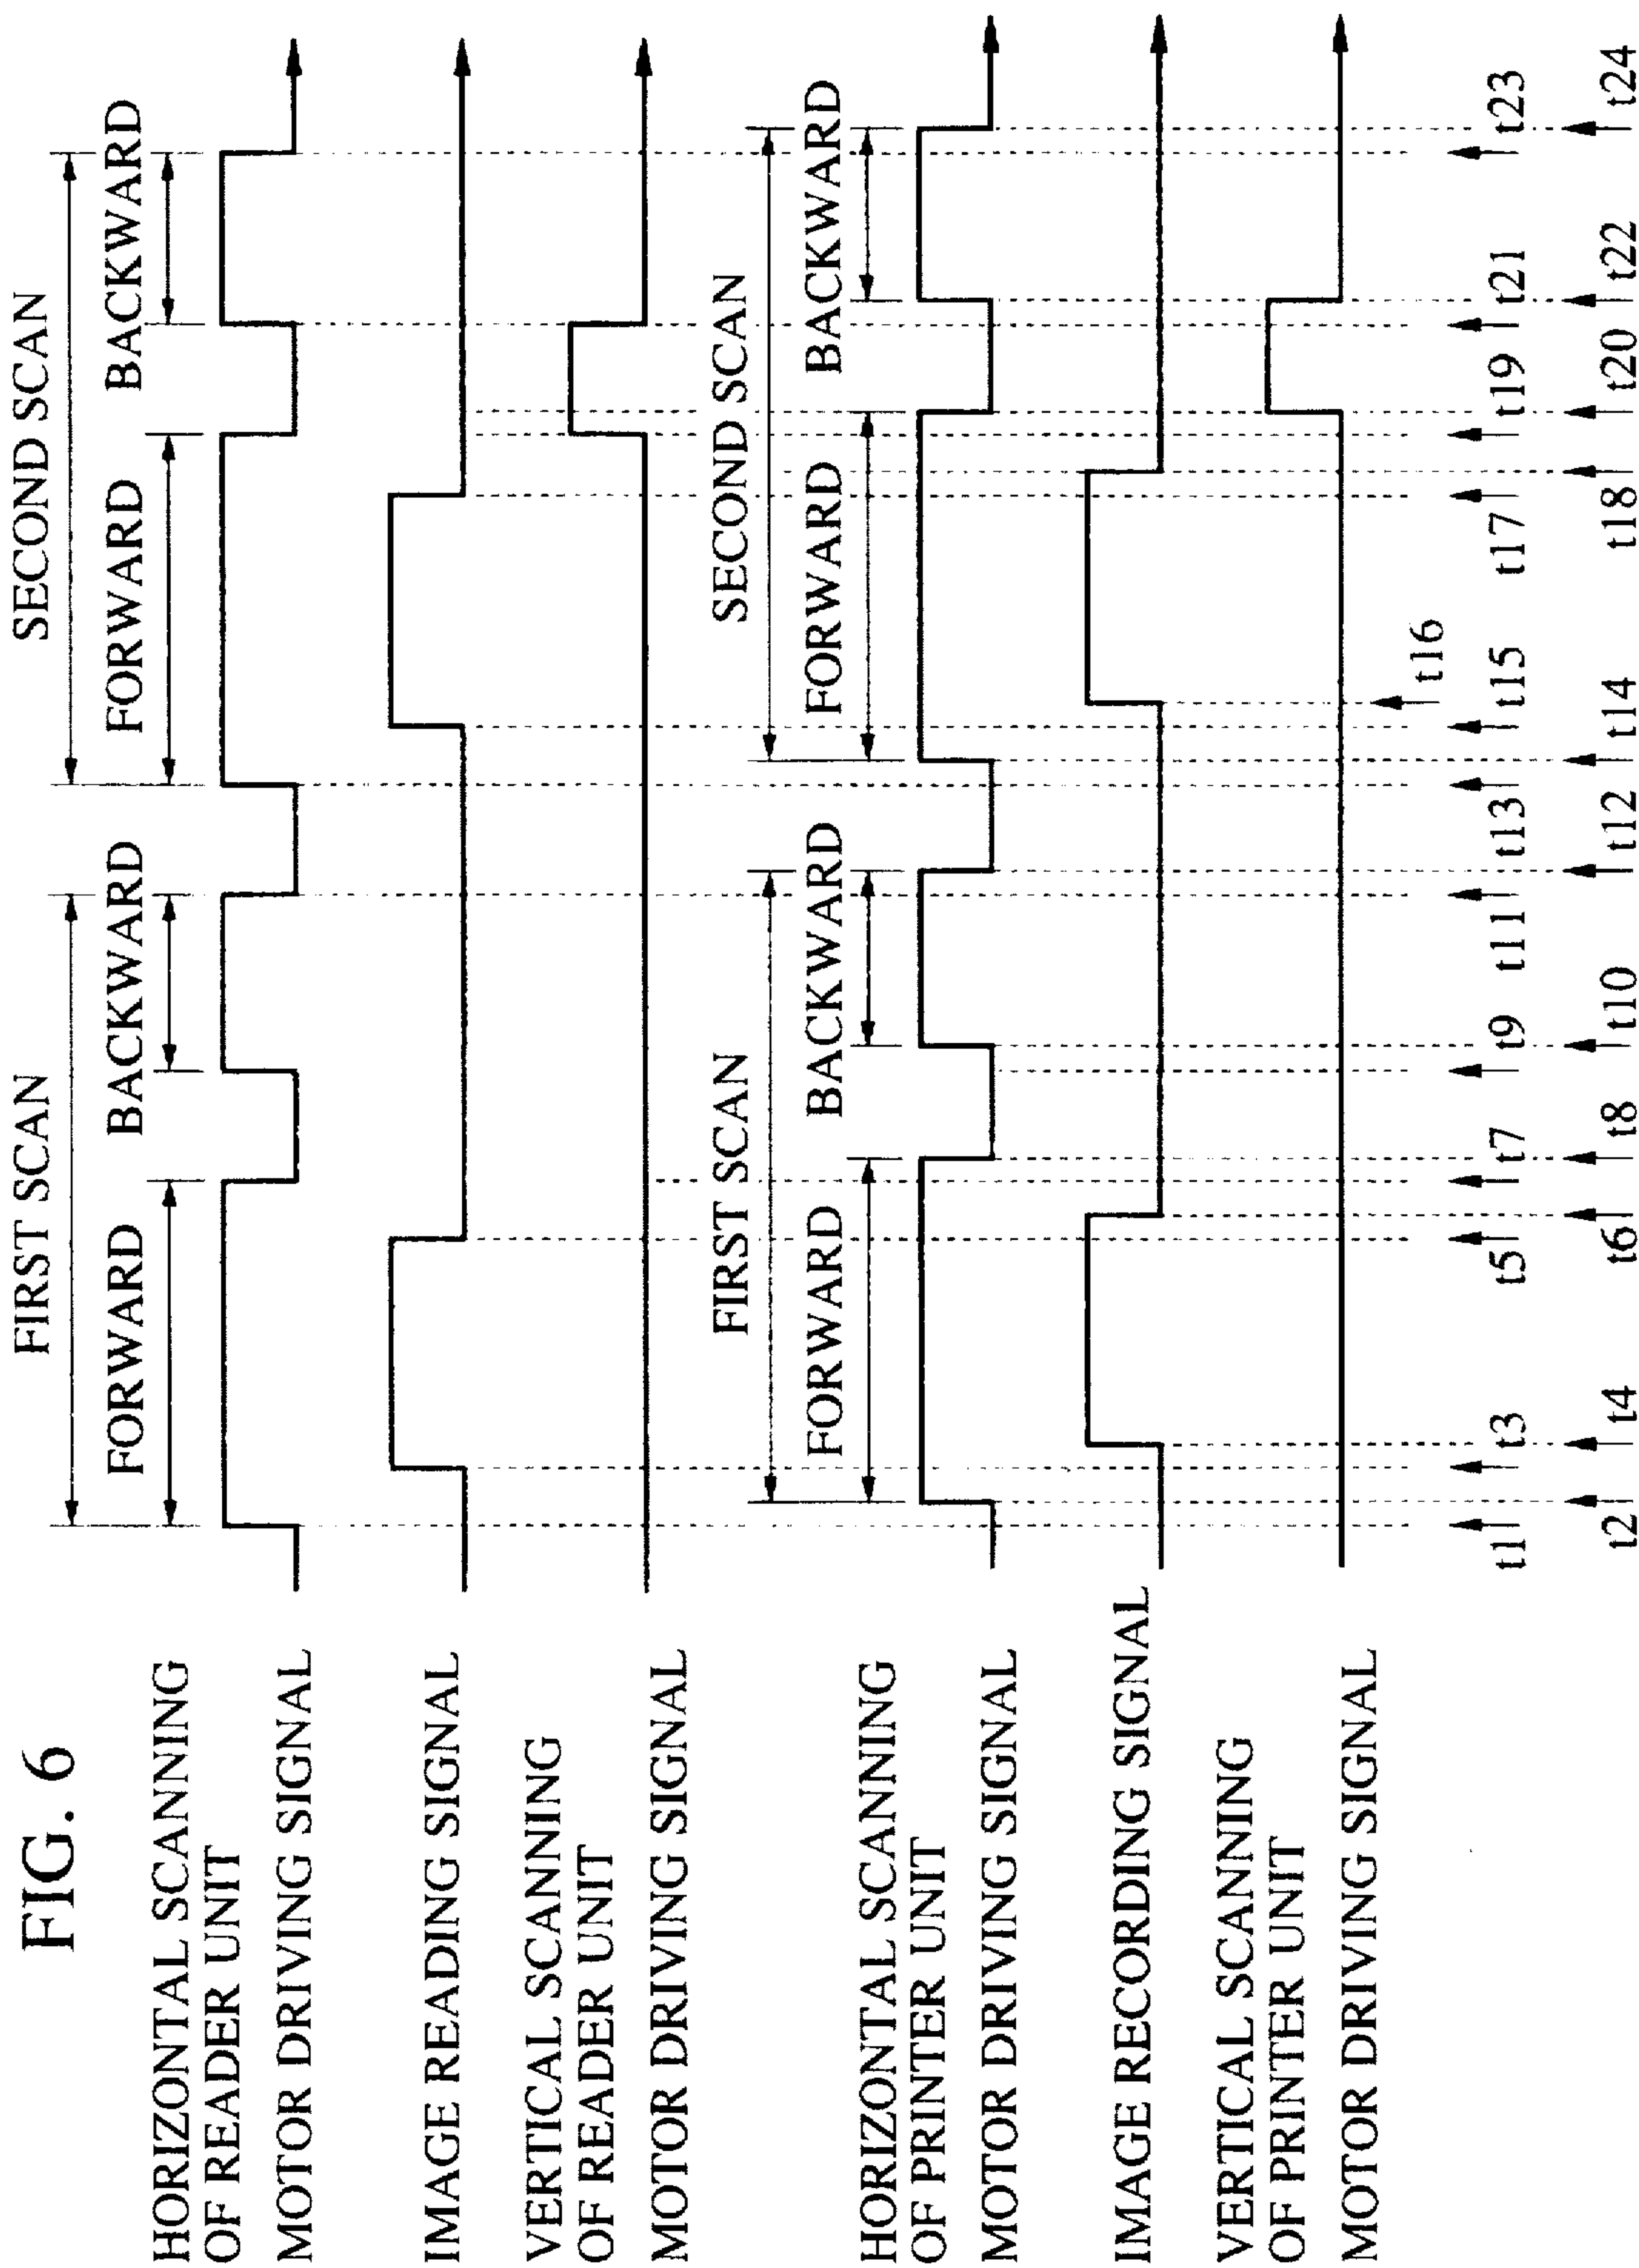 FIG. 6
FIRST SCAN
SECOND SCAN
FORWARD
BACKWARD
FORWARD
BACKWARD
HORIZONTAL SCANNING
OF READER UNIT
MOTOR DRIVING SIGNAL
IMAGE READING SIGNAL
VERTICAL SCANNING
OF READER UNIT
MOTOR DRIVING SIGNAL
FIRST SCAN
SECOND SCAN
FORWARD
BACKWARD
FORWARD
BACKWARD
HORIZONTAL SCANNING
OF PRINTER UNIT
MOTOR DRIVING SIGNAL
IMAGE RECORDING SIGNAL
VERTICAL SCANNING
OF PRINTER UNIT
MOTOR DRIVING SIGNAL
t16
t1 t3 t5 t7 t9 t11 t13 t15 t17 t19 t21 t23
t2 t4 t6 t8 t10 t12 t14 t18 t20 t22 t24